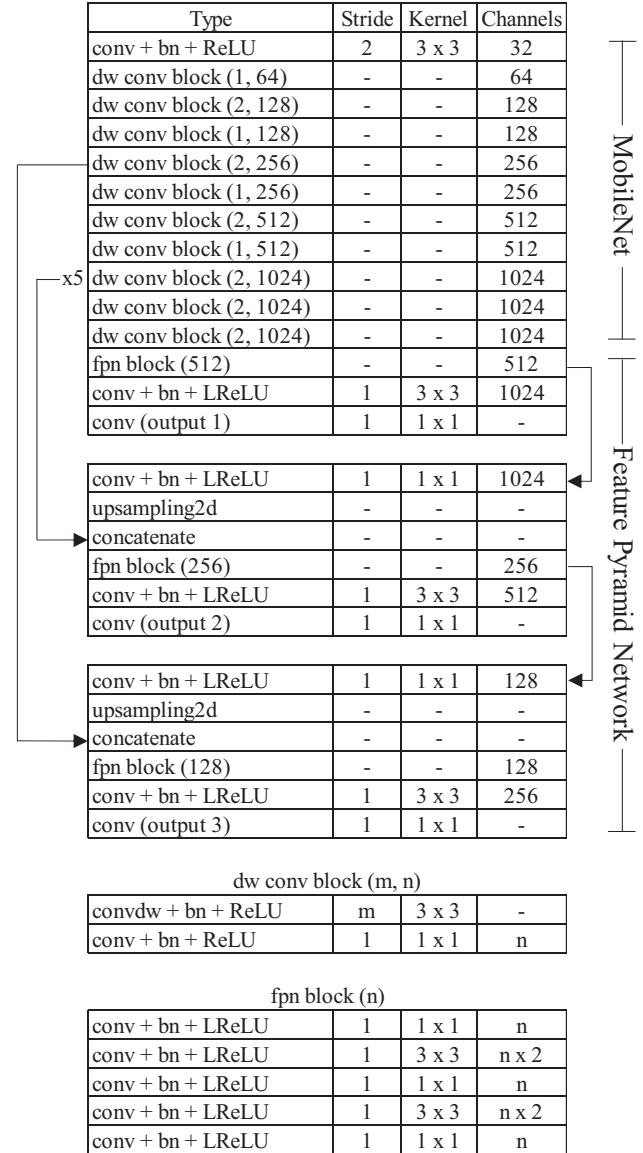 Type Stride Kernel Channels
conv + bn + ReLU 2 3 x 3 32
dw conv block (1, 64) - - 64
dw conv block (2, 128) - - 128
dw conv block (1, 128) - - 128
dw conv block (2, 256) - - 256
dw conv block (1, 256) - - 256
dw conv block (2, 512) - - 512
dw conv block (1, 512) - - 512
x5 dw conv block (2, 1024) - - 1024
dw conv block (2, 1024) - - 1024
dw conv block (2, 1024) - - 1024
fpn block (512) - - 512
conv + bn + LReLU 1 3 x 3 1024
conv (output 1) 1 1 x 1 -
MobileNet
conv + bn + LReLU 1 1 x 1 1024
upsampling2d - - -
concatenate - - -
fpn block (256) - - 256
conv + bn + LReLU 1 3 x 3 512
conv (output 2) 1 1 x 1 -
conv + bn + LReLU 1 1 x 1 128
upsampling2d - - -
concatenate - - -
fpn block (128) - - 128
conv + bn + LReLU 1 3 x 3 256
conv (output 3) 1 1 x 1 -
Feature Pyramid Network
dw conv block (m, n)
convdw + bn + ReLU m 3 x 3 -
conv + bn + ReLU 1 1 x 1 n
fpn block (n)
conv + bn + LReLU 1 1 x 1 n
conv + bn + LReLU 1 3 x 3 n x 2
conv + bn + LReLU 1 1 x 1 n
conv + bn + LReLU 1 3 x 3 n x 2
conv + bn + LReLU 1 1 x 1 n